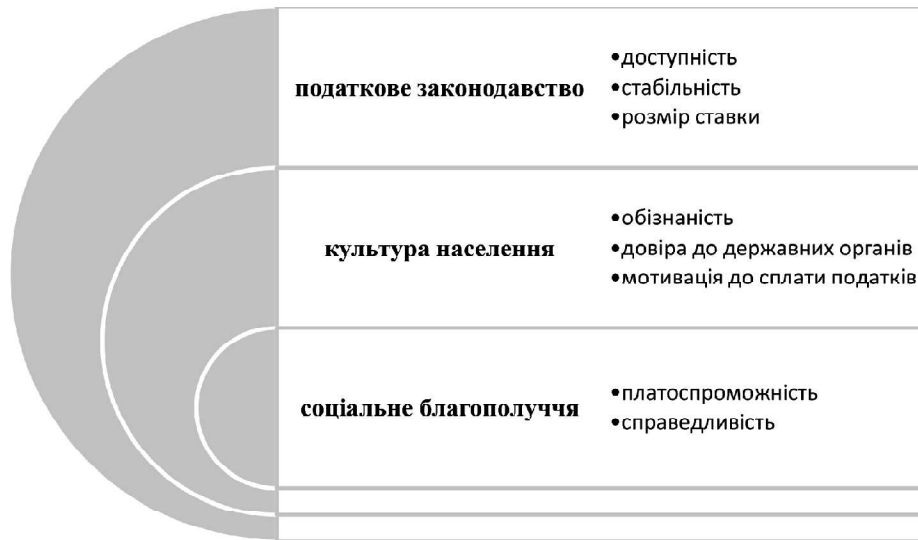 податкове законодавство
•доступність
•стабільність
•розмір ставки
культура населення
•обізнаність
•довіра до державних органів
•мотивація до сплати податків
соціальне благополуччя
•платоспроможність
•справедливість